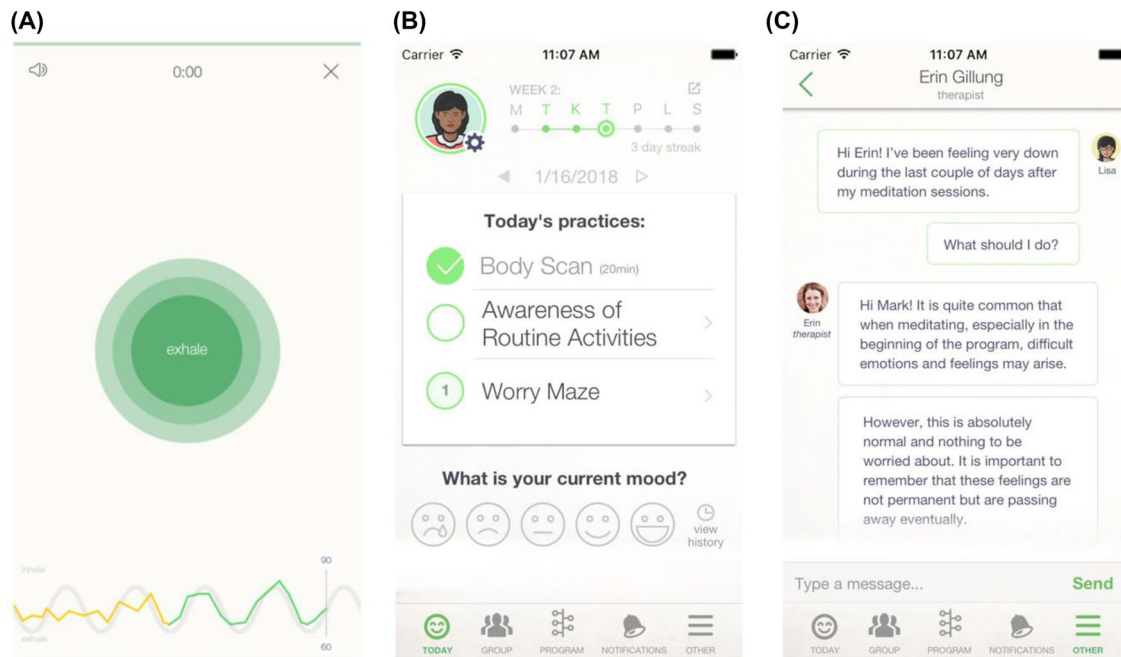 (A)
0:00
exhale
90
inhale
exhale
60
(B)
Carrier
11:07 AM
WEEK 2:
M T K T P L S
3 day streak
1/16/2018
Today's practices:
Body Scan (20min)
Awareness of
Routine Activities
1 Worry Maze
What is your current mood?
view
history
TODAY GROUP PROGRAM NOTIFICATIONS OTHER
(C)
Carrier
11:07 AM
Erin Gillung
therapist
Hi Erin! I've been feeling very down
during the last couple of days after
my meditation sessions.
Lisa
What should I do?
Erin
therapist
Hi Mark! It is quite common that
when meditating, especially in the
beginning of the program, difficult
emotions and feelings may arise.
However, this is absolutely
normal and nothing to be
worried about. It is important to
remember that these feelings are
not permanent but are passing
away eventually.
Type a message... Send
TODAY GROUP PROGRAM NOTIFICATIONS OTHER